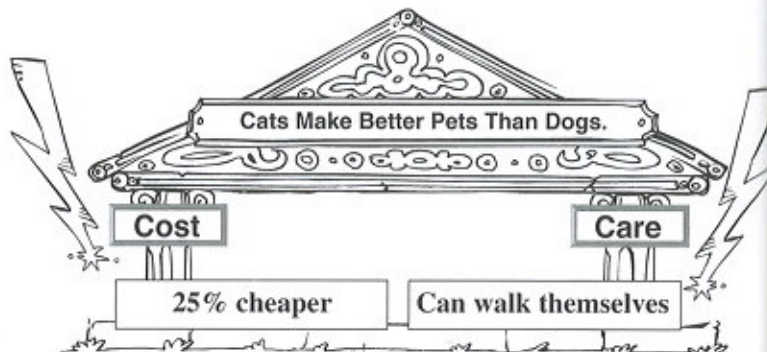 Cats Make Better Pets Than Dogs.
Cost
Care
25% cheaper
Can walk themselves